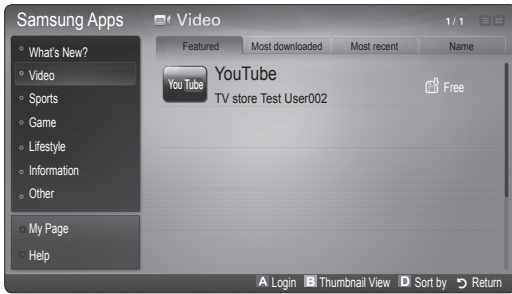 Samsung Apps
Video
1/1
What's New?
Video
Sports
Game
Lifestyle
Information
Other
My Page
Help
Featured
Most downloaded
Most recent
Name
You Tube
YouTube
TV store Test User002
Free
A Login B Thumbnail View D Sort by Return